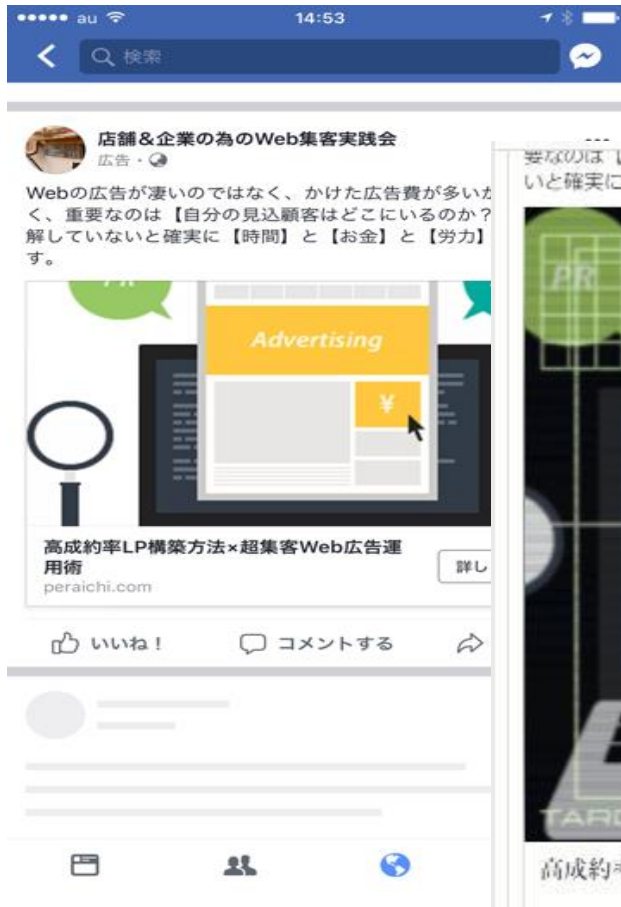 au
14:53
検索
店舗&企業の為のWeb集客実践会
広告・
Webの広告が凄いのではなく、かけた広告費が多いか
く、重要なのは【自分の見込顧客はどこにいるのか?
解していないと確実に【時間】と【お金】と【労力】
す。
PR
Advertising
¥
高成約率LP構築方法×超集客Web広告運
用術
peraichi.com
詳し
いいね!
コメントする
要なのは
いと確実に
PR
高成約